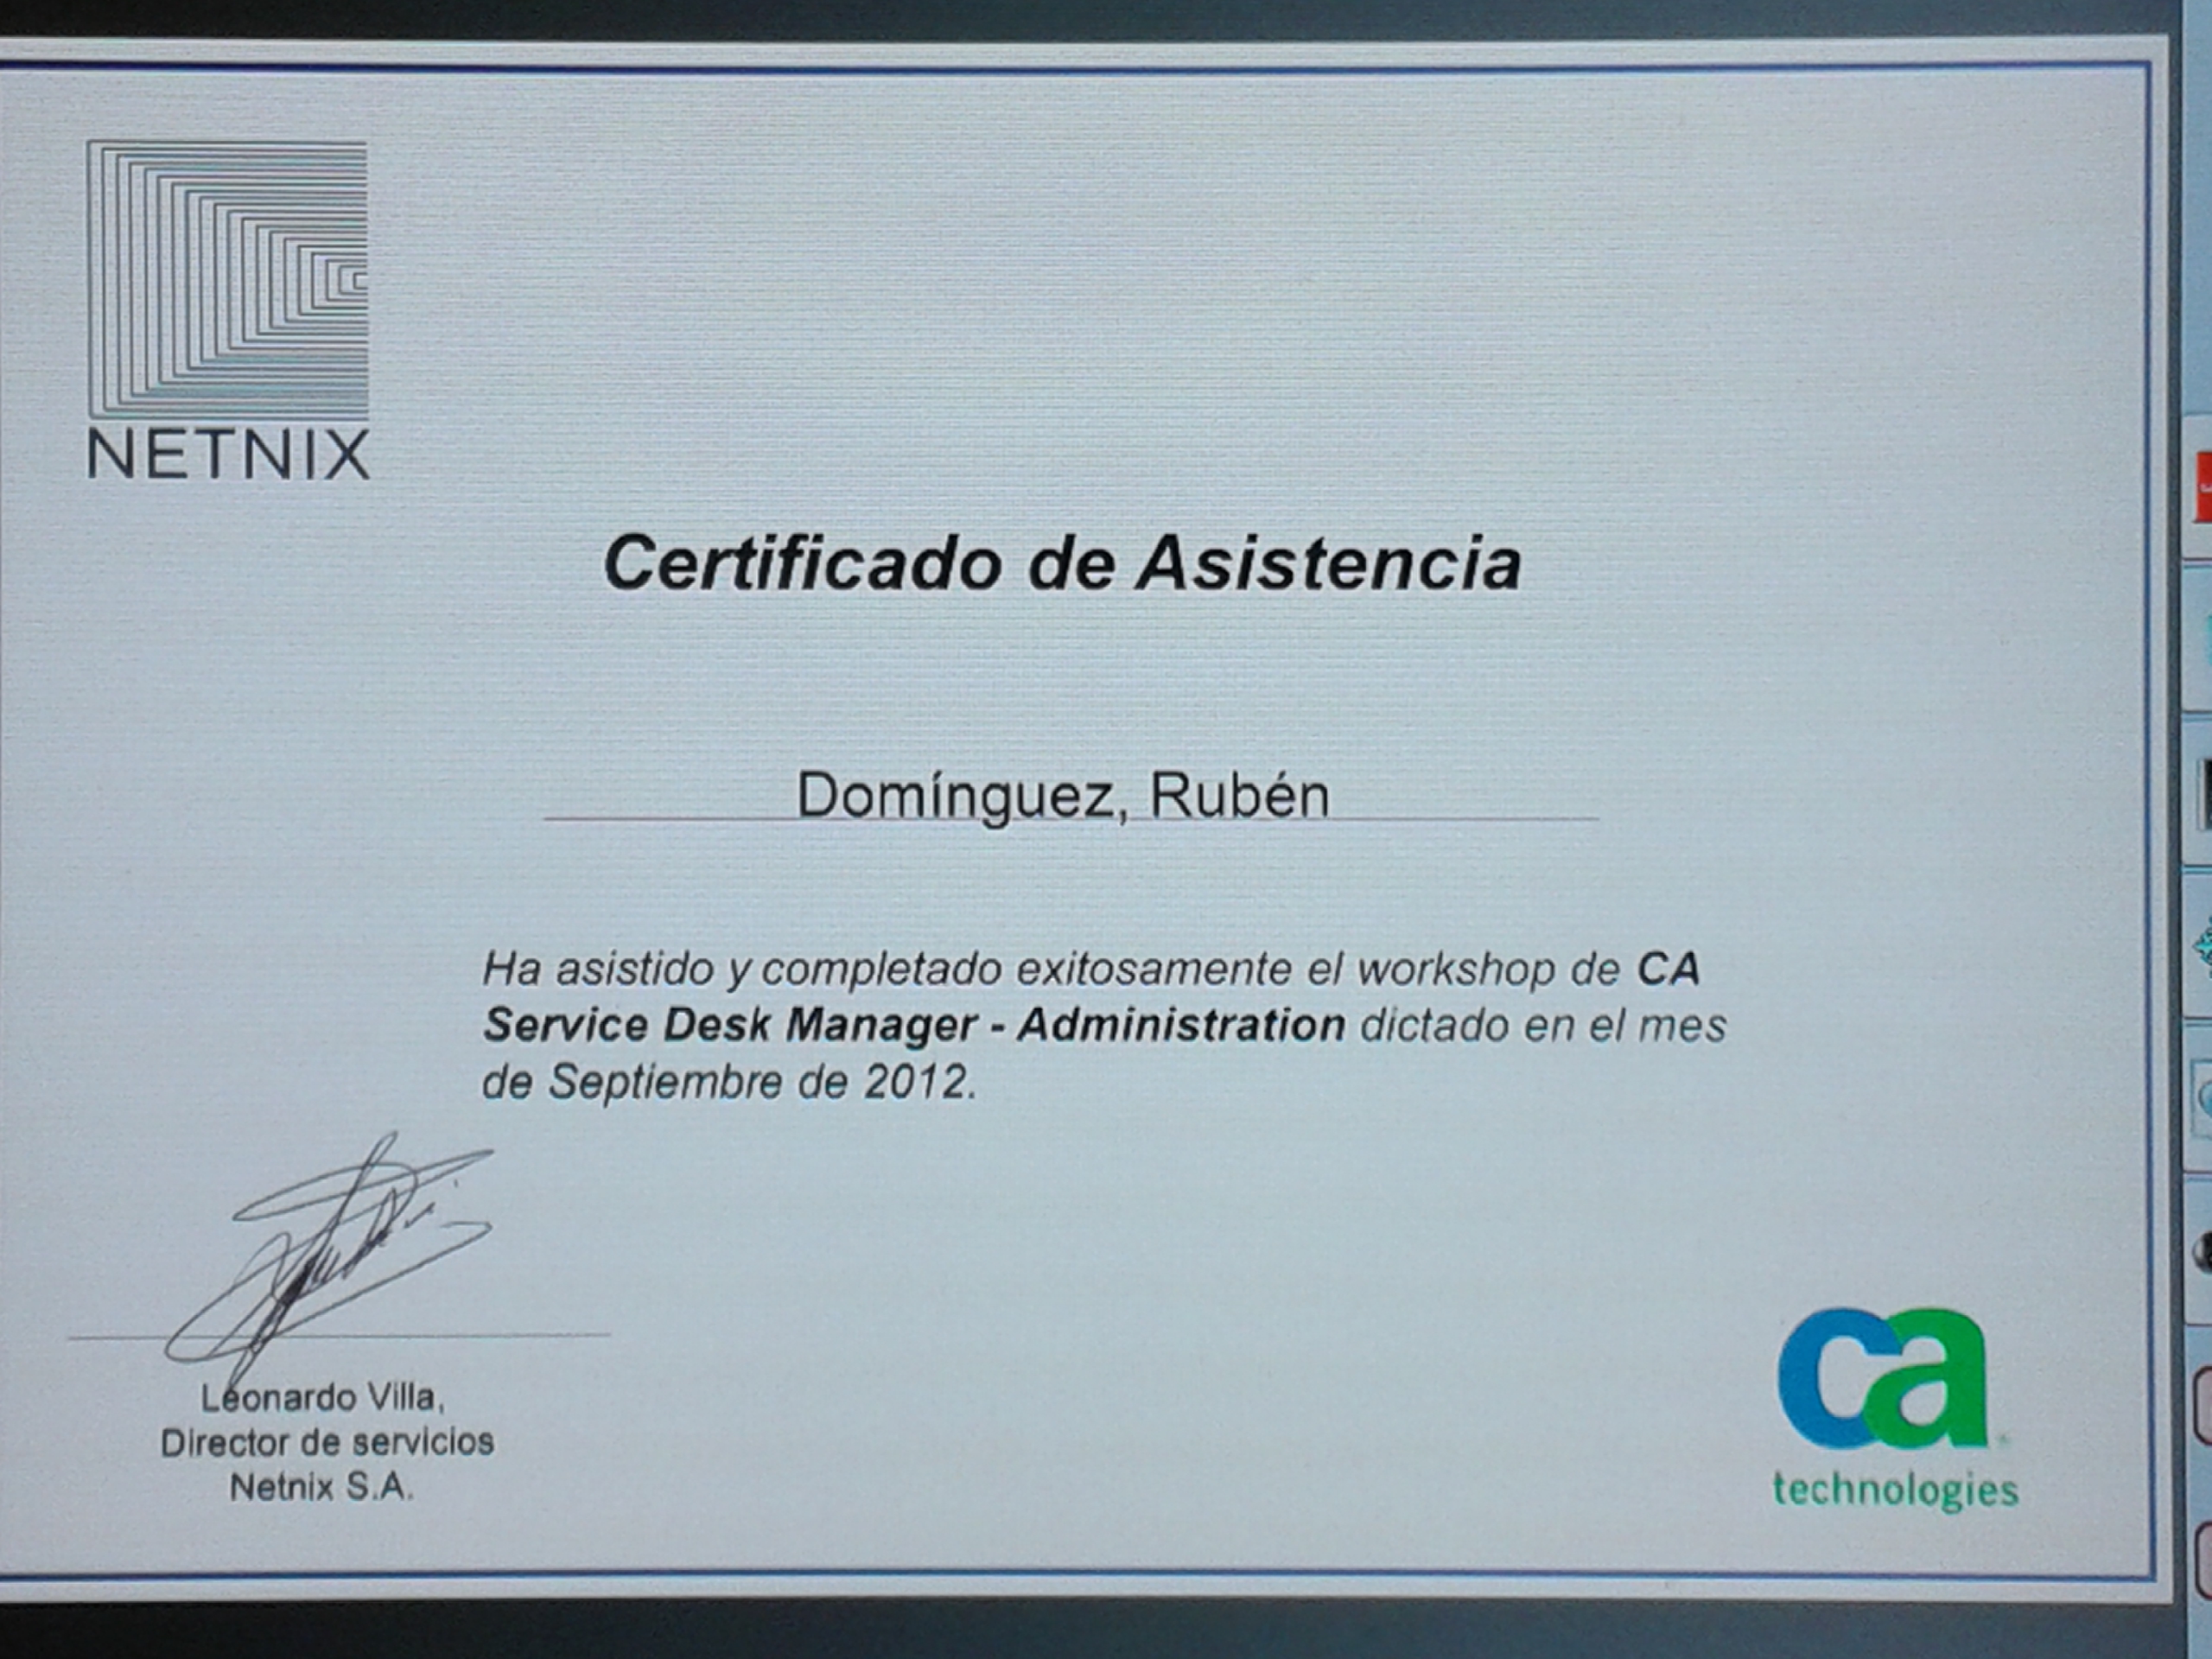 NETNIX
Certificado de Asistencia
Domínguez, Rubén
Ha asistido y completado exitosamente el workshop de CA
Service Desk Manager - Administration dictado en el mes
de Septiembre de 2012.
Leonardo Villa,
Director de servicios
Netnix S.A.
ca
technologies